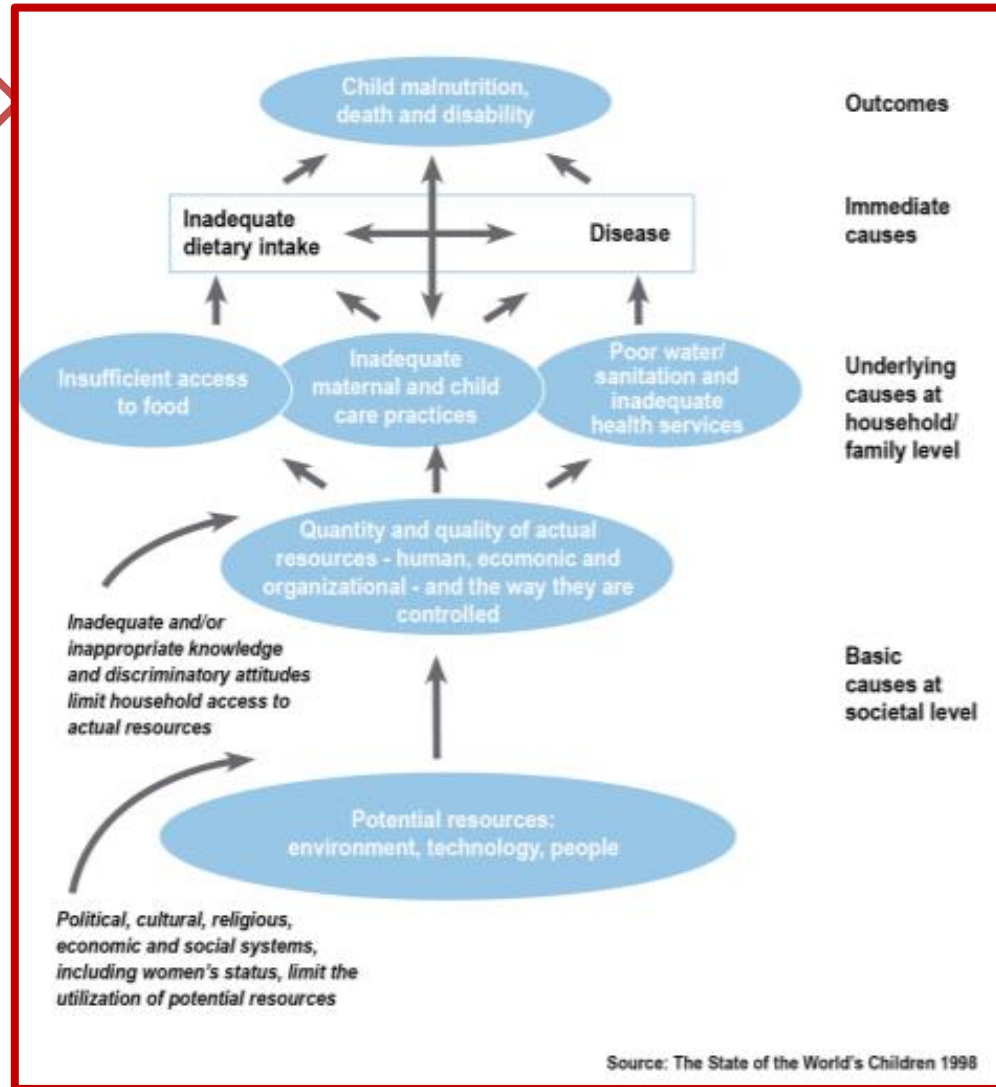 Child malnutrition,
death and disability
Outcomes
Inadequate
dietary intake
Disease
Immediate
causes
Insufficient access
to food
Inadequate
maternal and child
care practices
Poor water/
sanitation and
inadequate
health services
Underlying
causes at
household/
family level
Quantity and quality of actual
resources - human, ecomonic and
organizational - and the way they are
controlled
Inadequate and/or
inappropriate knowledge
and discriminatory attitudes
limit household access to
actual resources
Basic
causes at
societal level
Potential resources:
environment, technology, people
Political, cultural, religious,
economic and social systems,
including women's status, limit the
utilization of potential resources
Source: The State of the World's Children 1998